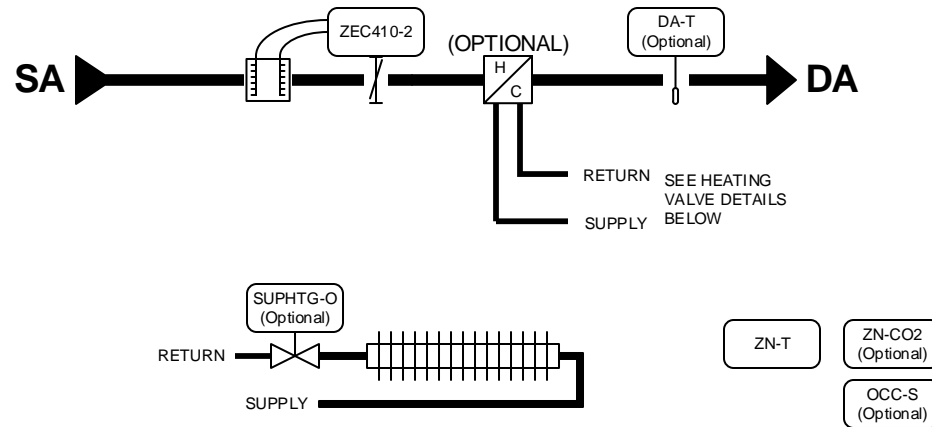 ZEC410-2
(OPTIONAL)
DA-T
(Optional)
SA
H
C
DA
RETURN
SEE HEATING
VALVE DETAILS
BELOW
SUPPLY
SUPHTG-O
(Optional)
RETURN
SUPPLY
ZN-T
ZN-CO2
(Optional)
OCC-S
(Optional)